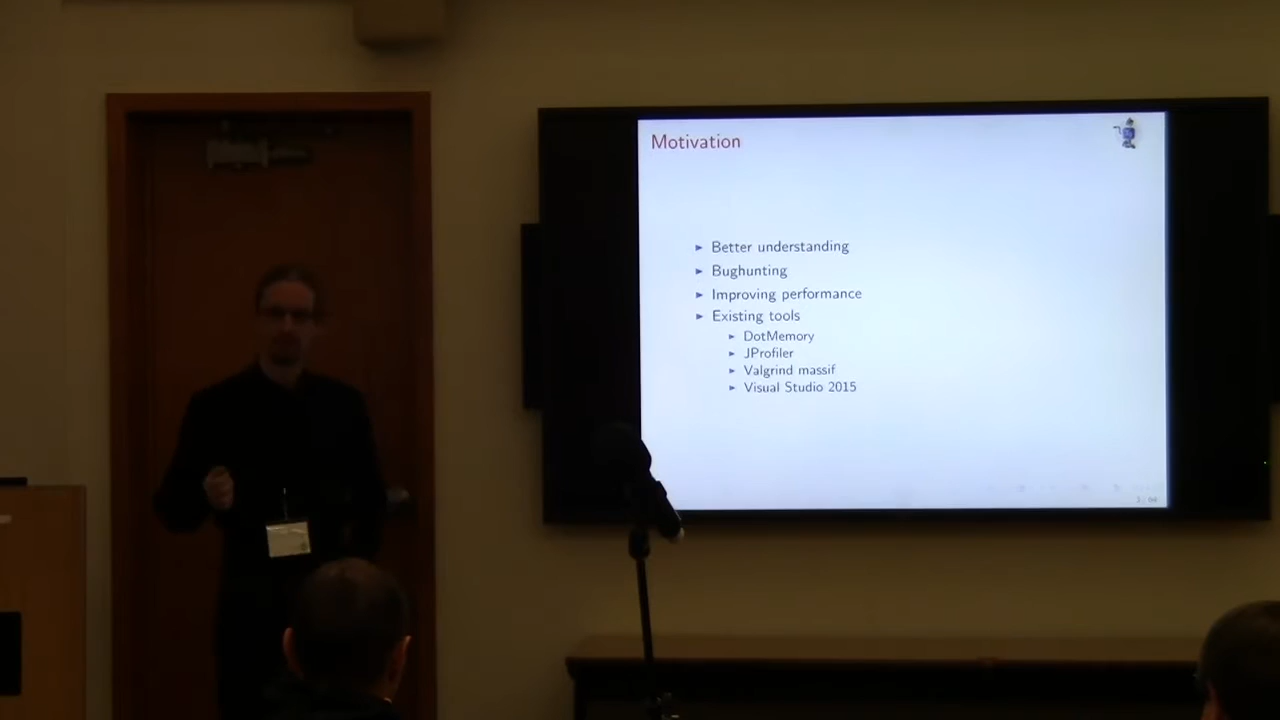 Motivation
Better understanding
Bughunting
Improving performance
Existing tools
DotMemory
JProfiler
Valgrind massif
Visual Studio 2015